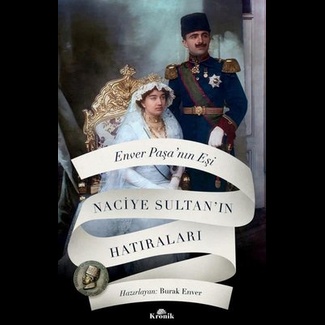 Enver Paşa'nın Eşi
NACİYE SULTAN'IN
HATIRALARI
Hazırlayan: Burak Enver
Kronik